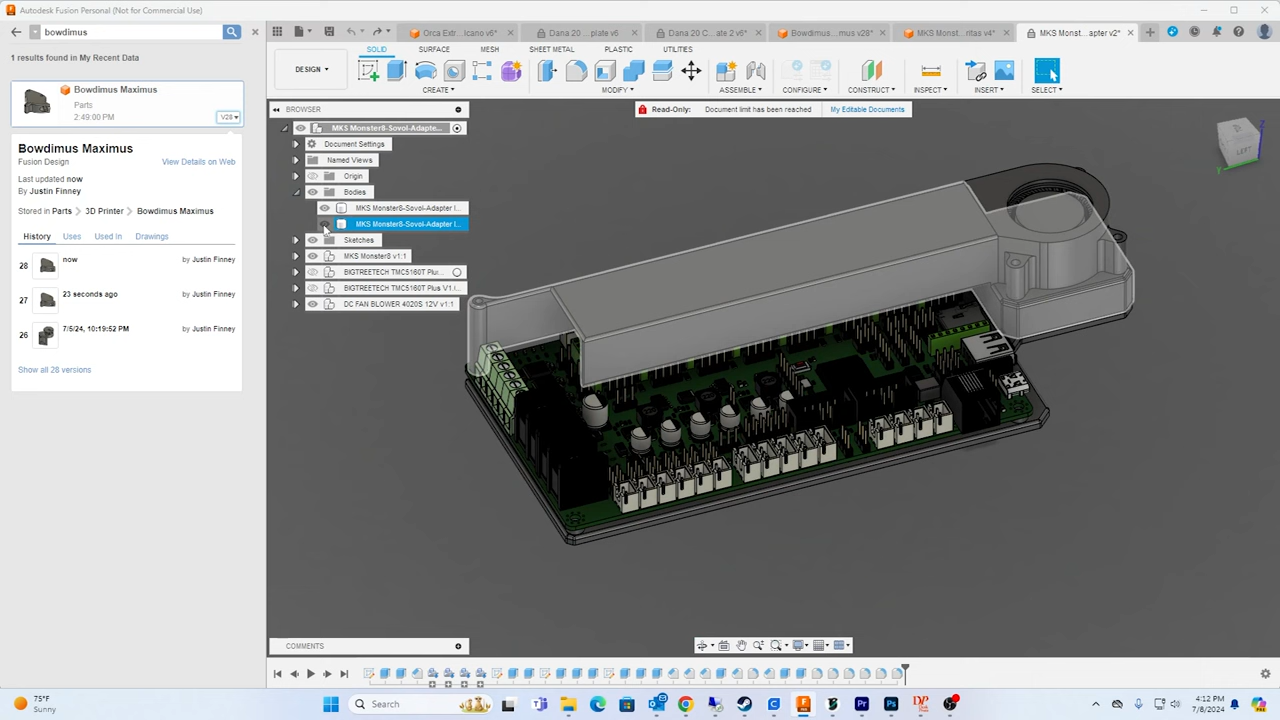 Autodesk Fusion Personal (Not for Commercial Use)
bowdimus
Orca Extr...lcano v6*
Dana 20 ... plate v6
Dana 20 C...ate 2 v6*
Bowdimus...mus v28*
MKS Monst...ritas v4*
MKS Monst...apter v2*
1 results found in My Recent Data
SOLID
SURFACE
MESH
SHEET METAL
PLASTIC
UTILITIES
DESIGN
CREATE
MODIFY
ASSEMBLE
CONFIGURE
CONSTRUCT
INSPECT
INSERT
SELECT
Bowdimus Maximus
Parts
2:49:00 PM
V28
BROWSER
Read-Only:
Document limit has been reached
My Editable Documents
LEFT
Z
Y
MKS Monster8-Sovol-Adapte...
Document Settings
Named Views
Origin
Bodies
MKS Monster8-Sovol-Adapter I...
MKS Monster8-Sovol-Adapter I...
Sketches
MKS Monster8 v1:1
BIGTREETECH TMC5160T Plu...
BIGTREETECH TMC5160T Plus V1.(...
DC FAN BLOWER 4020S 12V v1:1
Bowdimus Maximus
Fusion Design
View Details on Web
Last updated now
By Justin Finney
Stored in Parts > 3D Printer > Bowdimus Maximus
History
Uses
Used in
Drawings
28
now
by Justin Finney
27
23 seconds ago
by Justin Finney
26
7/5/24, 10:19:52 PM
by Justin Finney
Show all 28 versions
COMMENTS
75°F
Sunny
Search
4:12 PM
7/8/2024